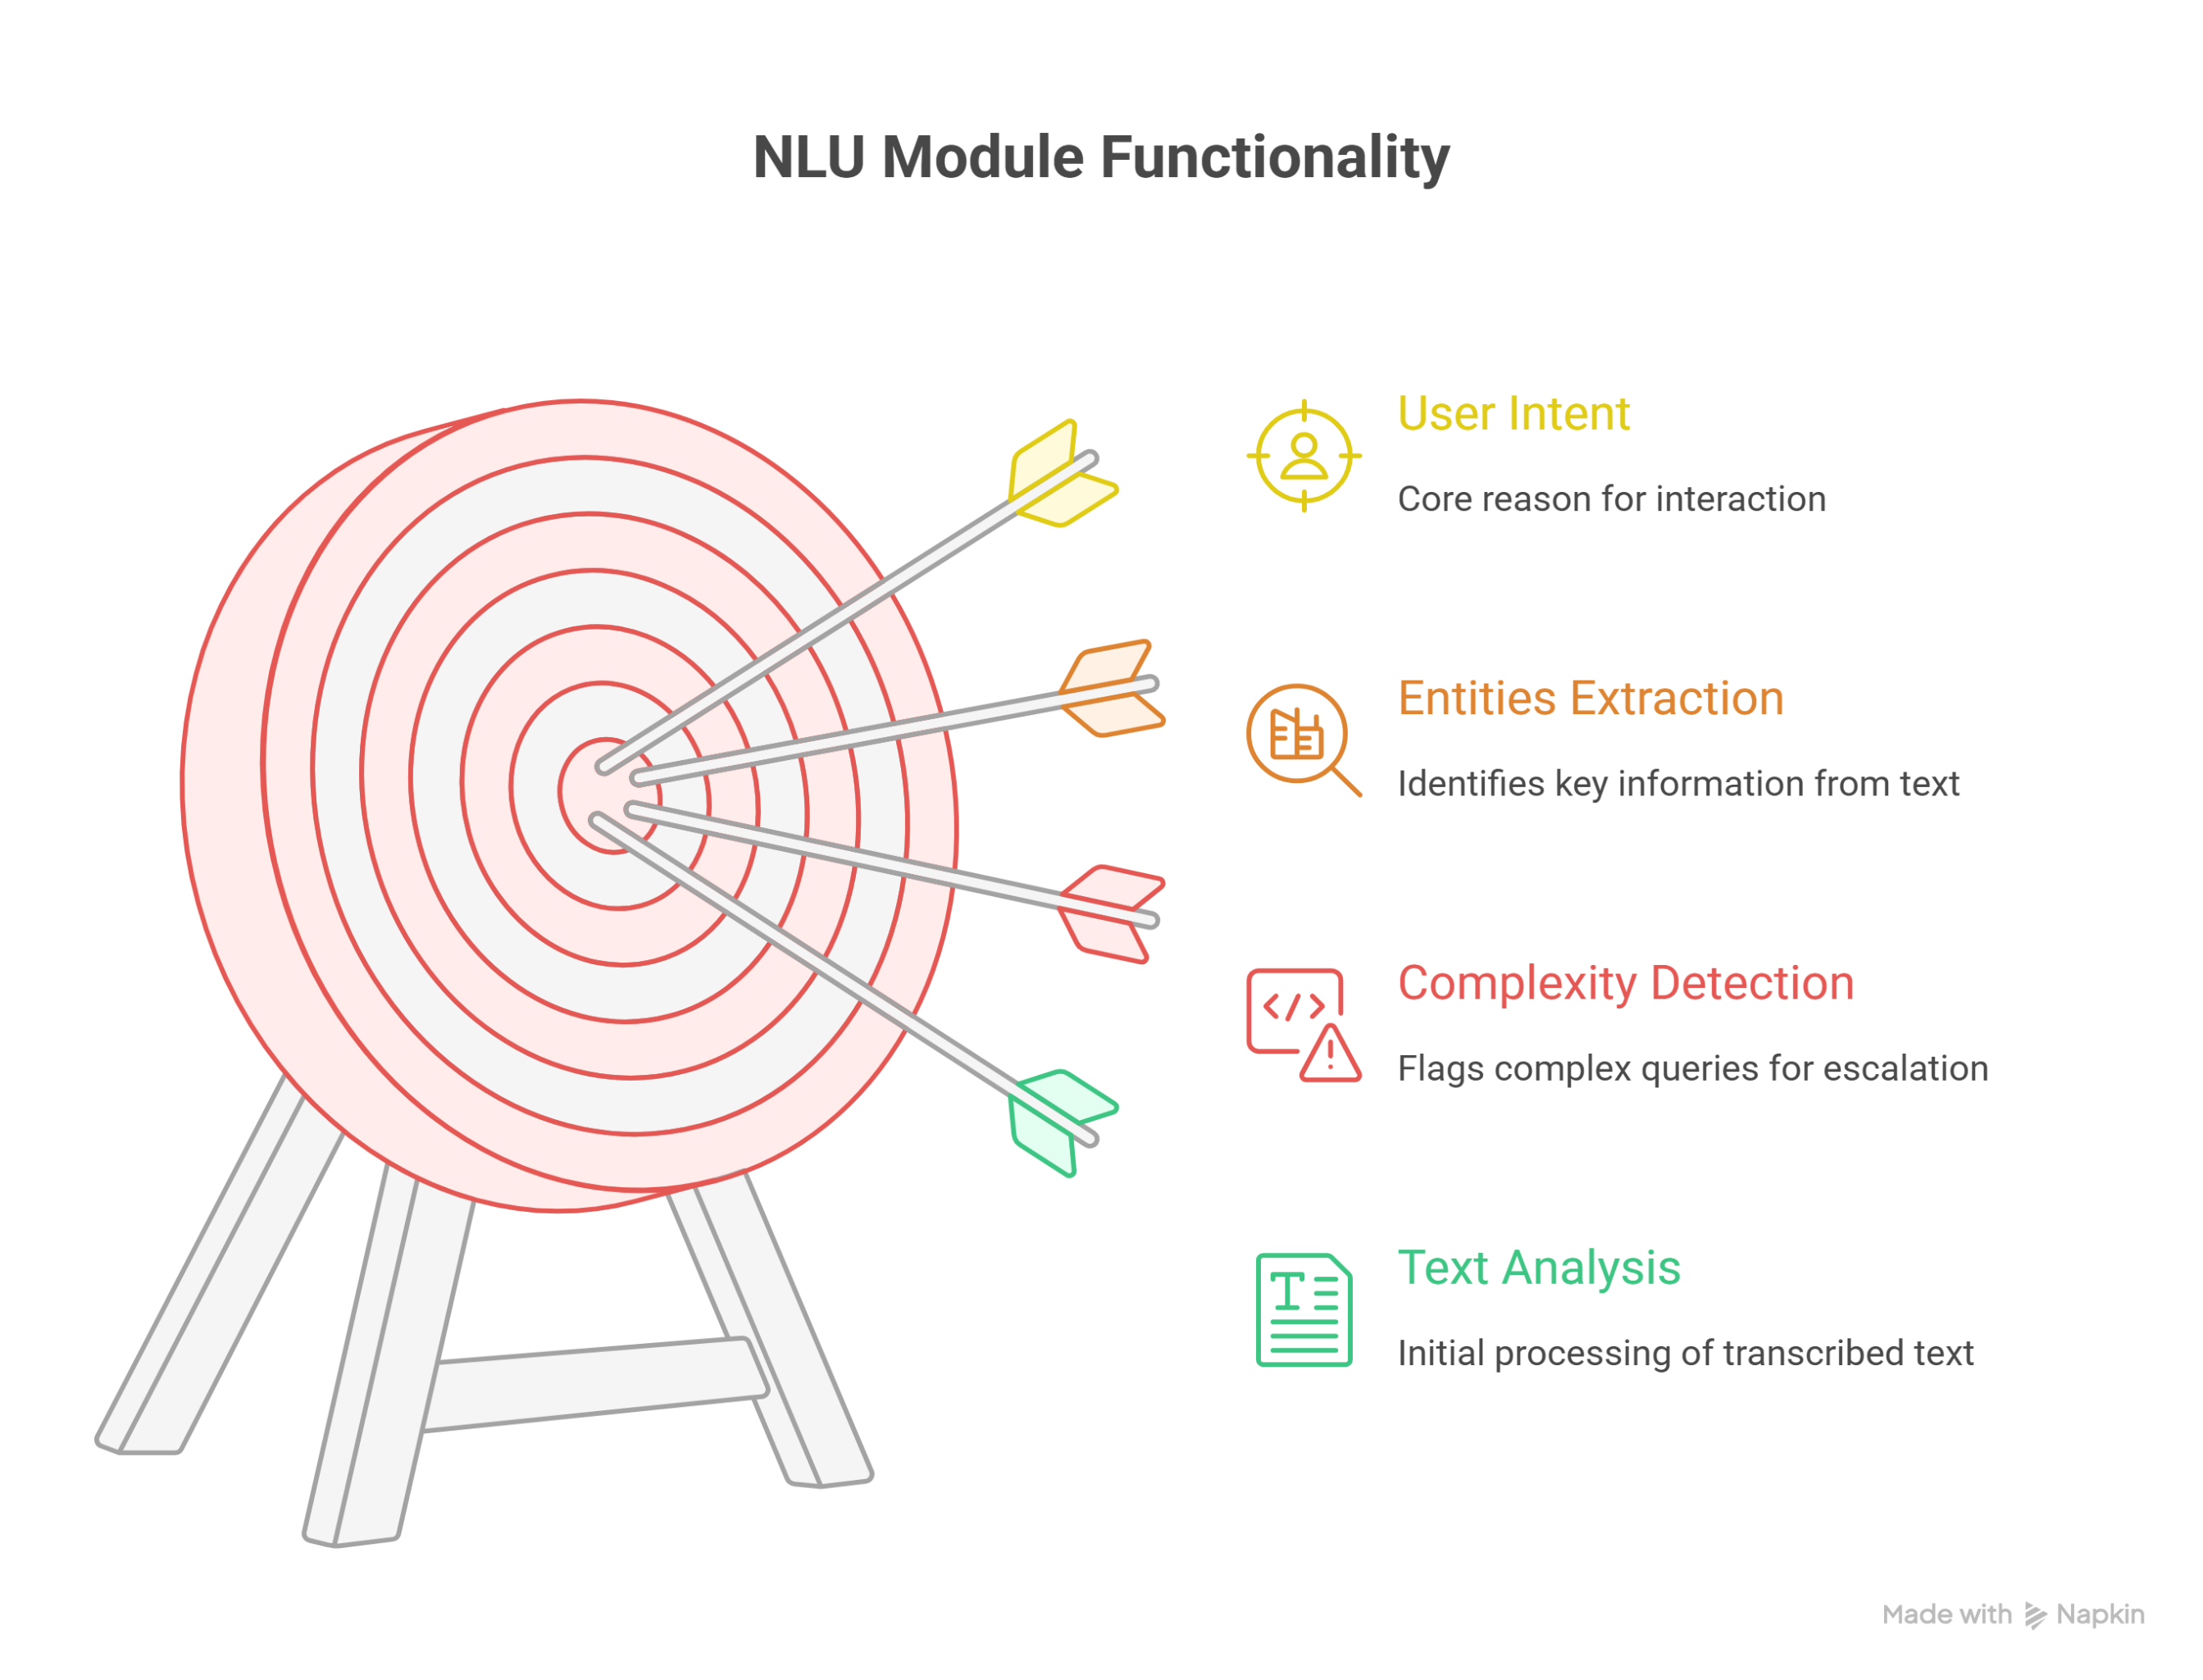 NLU Module Functionality
User Intent
Core reason for interaction
Entities Extraction
Identifies key information from text
Complexity Detection
Flags complex queries for escalation
Text Analysis
Initial processing of transcribed text
Made with Napkin